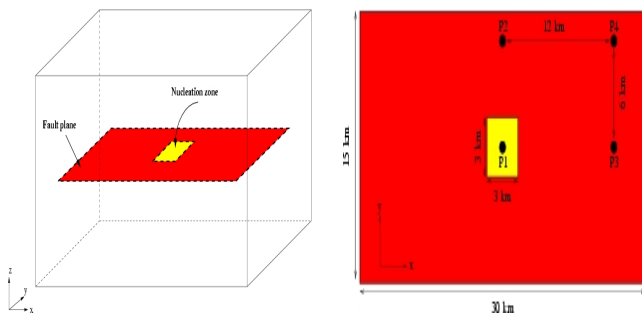 Nucleation zone
Fault plane
z
y
x
P2
12 km
P4
6 km
3 km
P1
P3
3 km
15 km
x
30 km